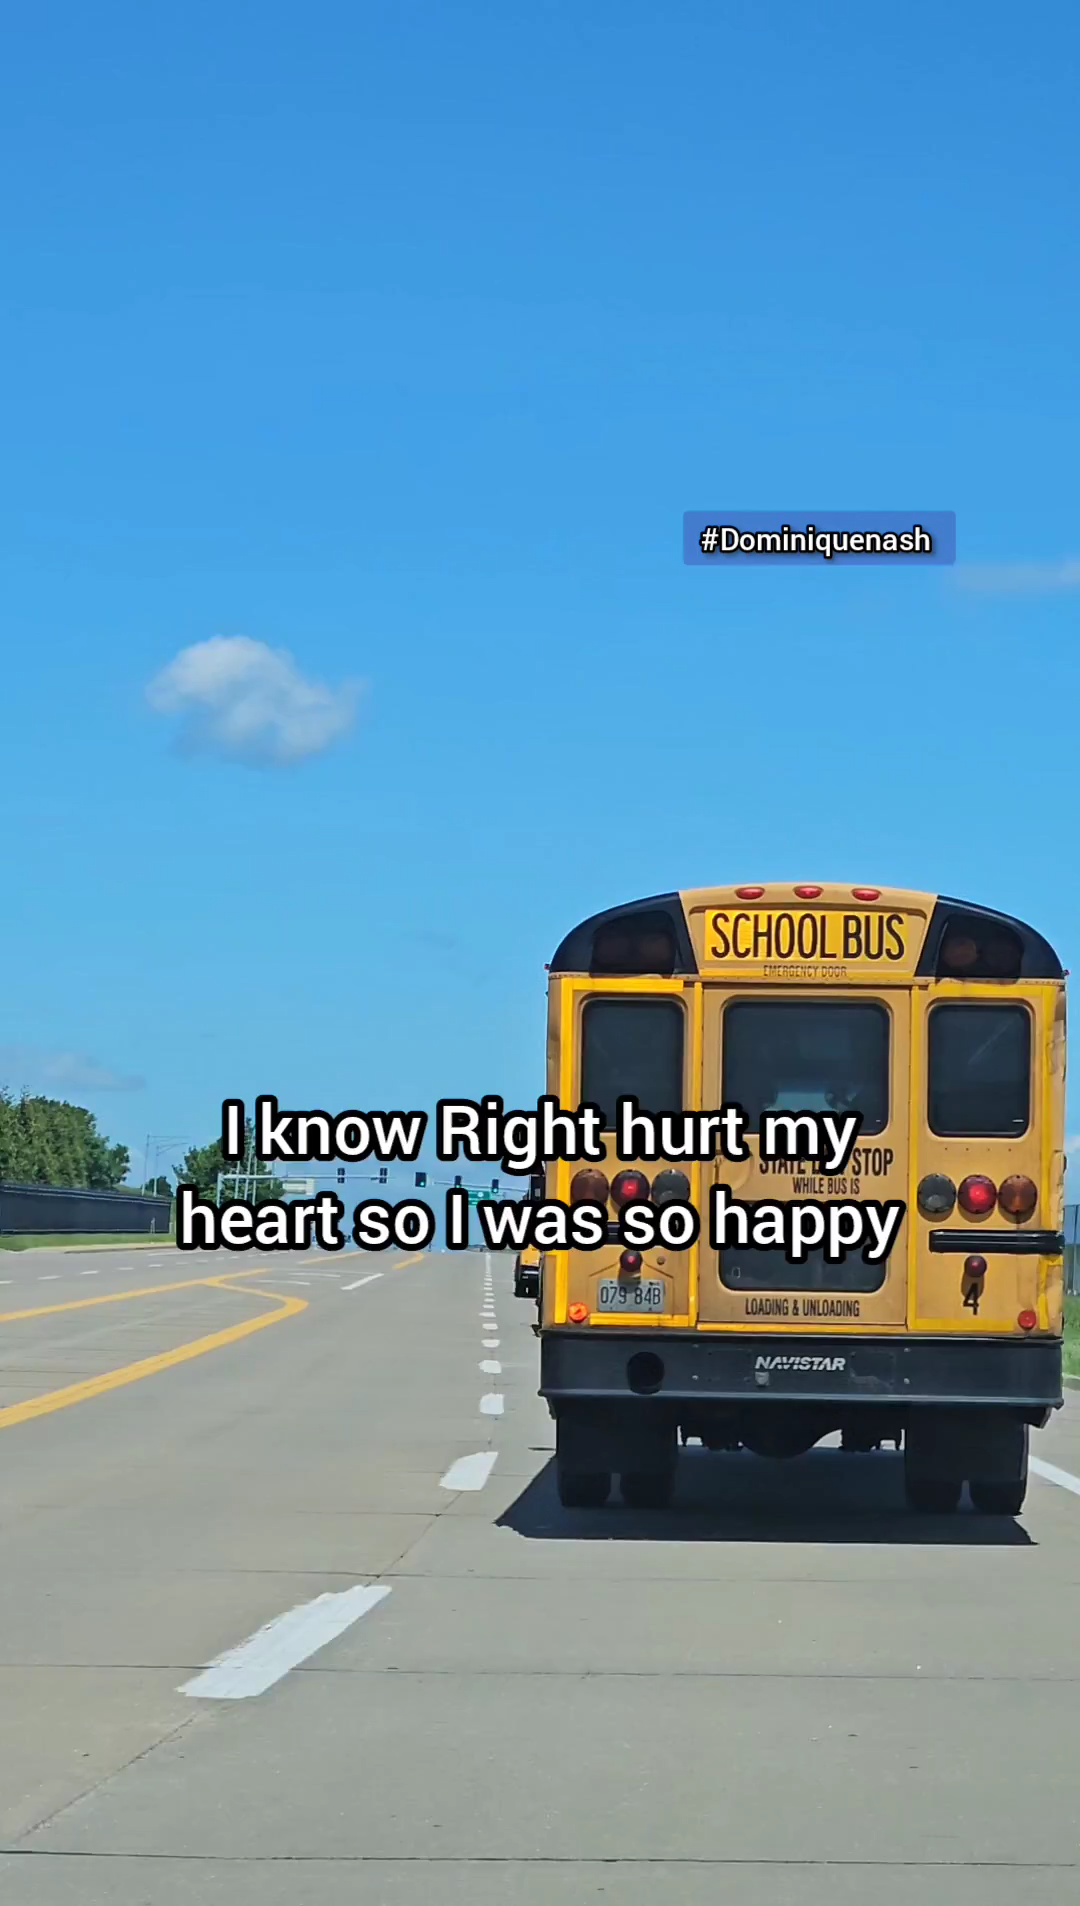 #Dominiquenash
SCHOOL BUS
EMERGENCY DOOR
I know Right hurt my
heart so I was so happy
STOP
WHILE BUS IS
LOADING & UNLOADING
079 84B
4
NAVISTAR